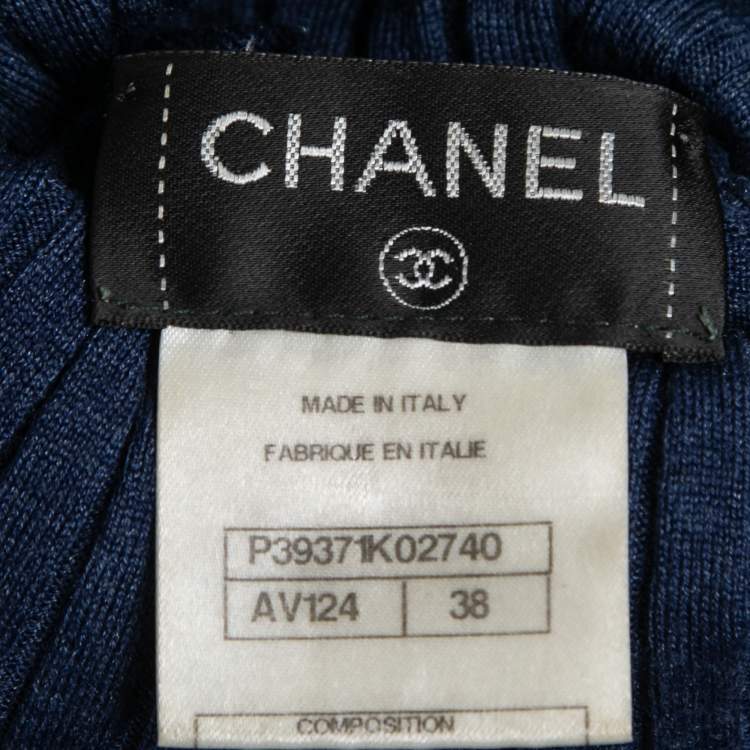 CHANEL
MADE IN ITALY
FABRIQUE EN ITALIE
P39371K02740
AV124 38
COMPOSITION